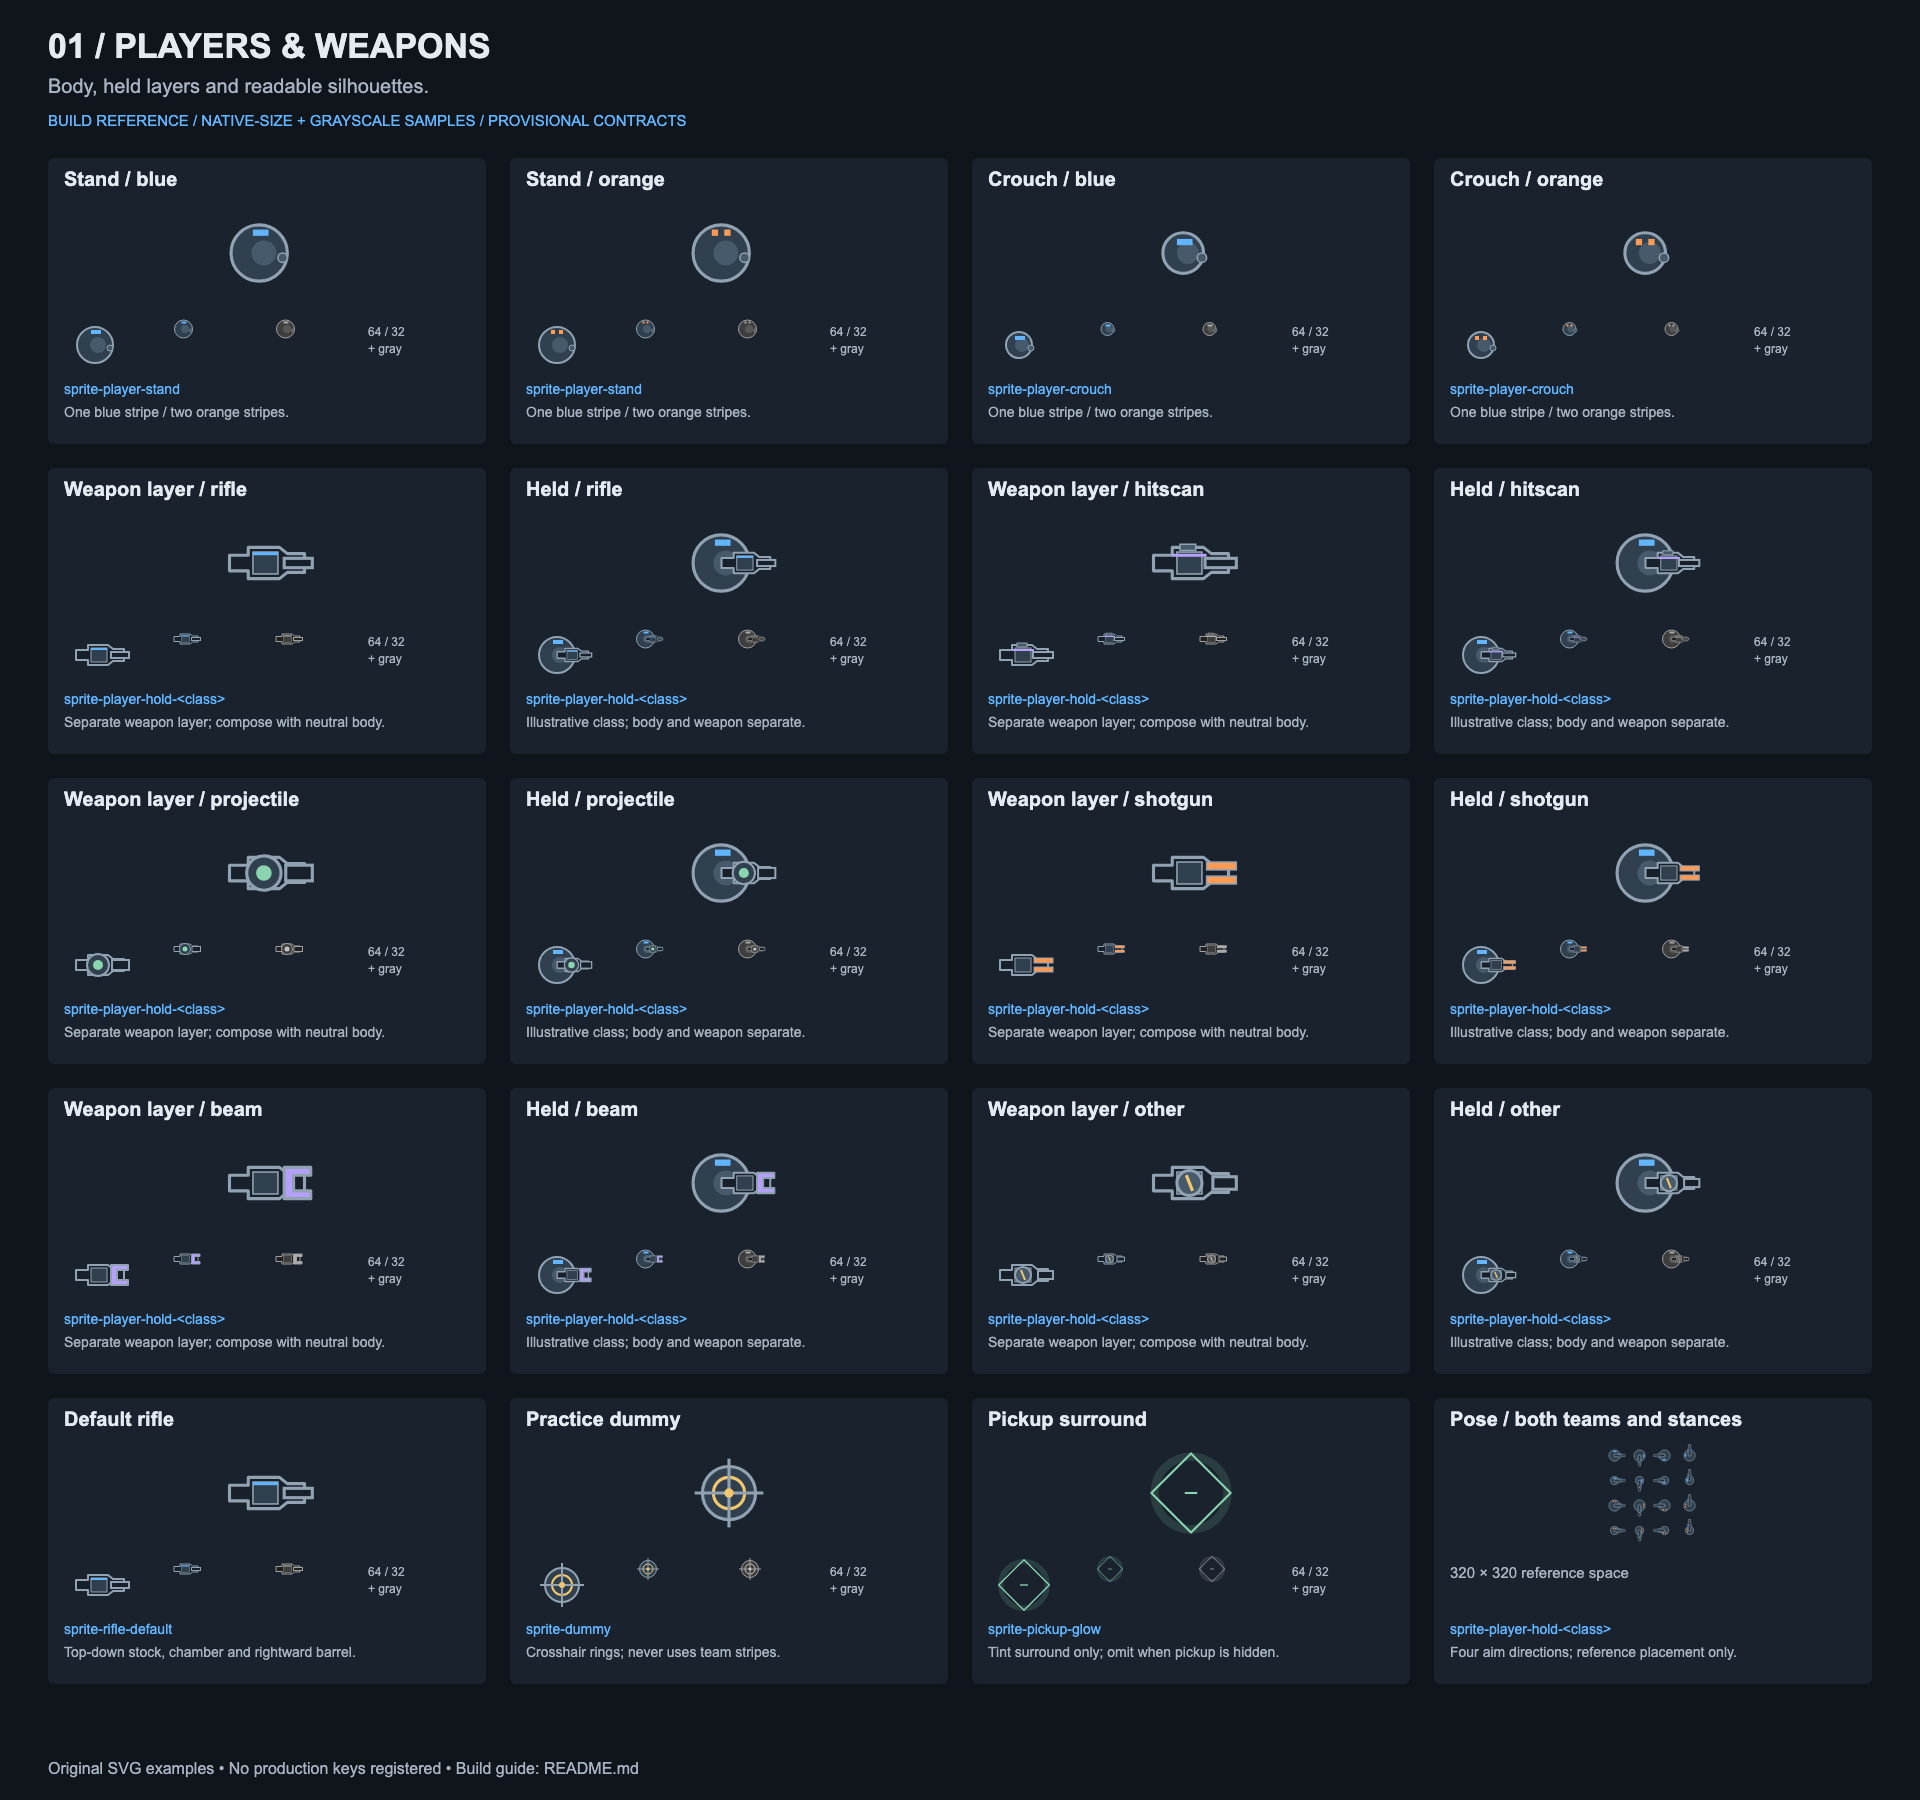 01 / PLAYERS & WEAPONS
Body, held layers and readable silhouettes.
BUILD REFERENCE / NATIVE-SIZE + GRAYSCALE SAMPLES / PROVISIONAL CONTRACTS
Stand / blue
64 / 32
+ gray
sprite-player-stand
One blue stripe / two orange stripes.
Stand / orange
64 / 32
+ gray
sprite-player-stand
One blue stripe / two orange stripes.
Crouch / blue
64 / 32
+ gray
sprite-player-crouch
One blue stripe / two orange stripes.
Crouch / orange
64 / 32
+ gray
sprite-player-crouch
One blue stripe / two orange stripes.
Weapon layer / rifle
64 / 32
+ gray
sprite-player-hold-<class>
Separate weapon layer; compose with neutral body.
Held / rifle
64 / 32
+ gray
sprite-player-hold-<class>
Illustrative class; body and weapon separate.
Weapon layer / hitscan
64 / 32
+ gray
sprite-player-hold-<class>
Separate weapon layer; compose with neutral body.
Held / hitscan
64 / 32
+ gray
sprite-player-hold-<class>
Illustrative class; body and weapon separate.
Weapon layer / projectile
64 / 32
+ gray
sprite-player-hold-<class>
Separate weapon layer; compose with neutral body.
Held / projectile
64 / 32
+ gray
sprite-player-hold-<class>
Illustrative class; body and weapon separate.
Weapon layer / shotgun
64 / 32
+ gray
sprite-player-hold-<class>
Separate weapon layer; compose with neutral body.
Held / shotgun
64 / 32
+ gray
sprite-player-hold-<class>
Illustrative class; body and weapon separate.
Weapon layer / beam
64 / 32
+ gray
sprite-player-hold-<class>
Separate weapon layer; compose with neutral body.
Held / beam
64 / 32
+ gray
sprite-player-hold-<class>
Illustrative class; body and weapon separate.
Weapon layer / other
64 / 32
+ gray
sprite-player-hold-<class>
Separate weapon layer; compose with neutral body.
Held / other
64 / 32
+ gray
sprite-player-hold-<class>
Illustrative class; body and weapon separate.
Default rifle
64 / 32
+ gray
sprite-rifle-default
Top-down stock, chamber and rightward barrel.
Practice dummy
64 / 32
+ gray
sprite-dummy
Crosshair rings; never uses team stripes.
Pickup surround
64 / 32
+ gray
sprite-pickup-glow
Tint surround only; omit when pickup is hidden.
Pose / both teams and stances
320 × 320 reference space
sprite-player-hold-<class>
Four aim directions; reference placement only.
Original SVG examples • No production keys registered • Build guide: README.md